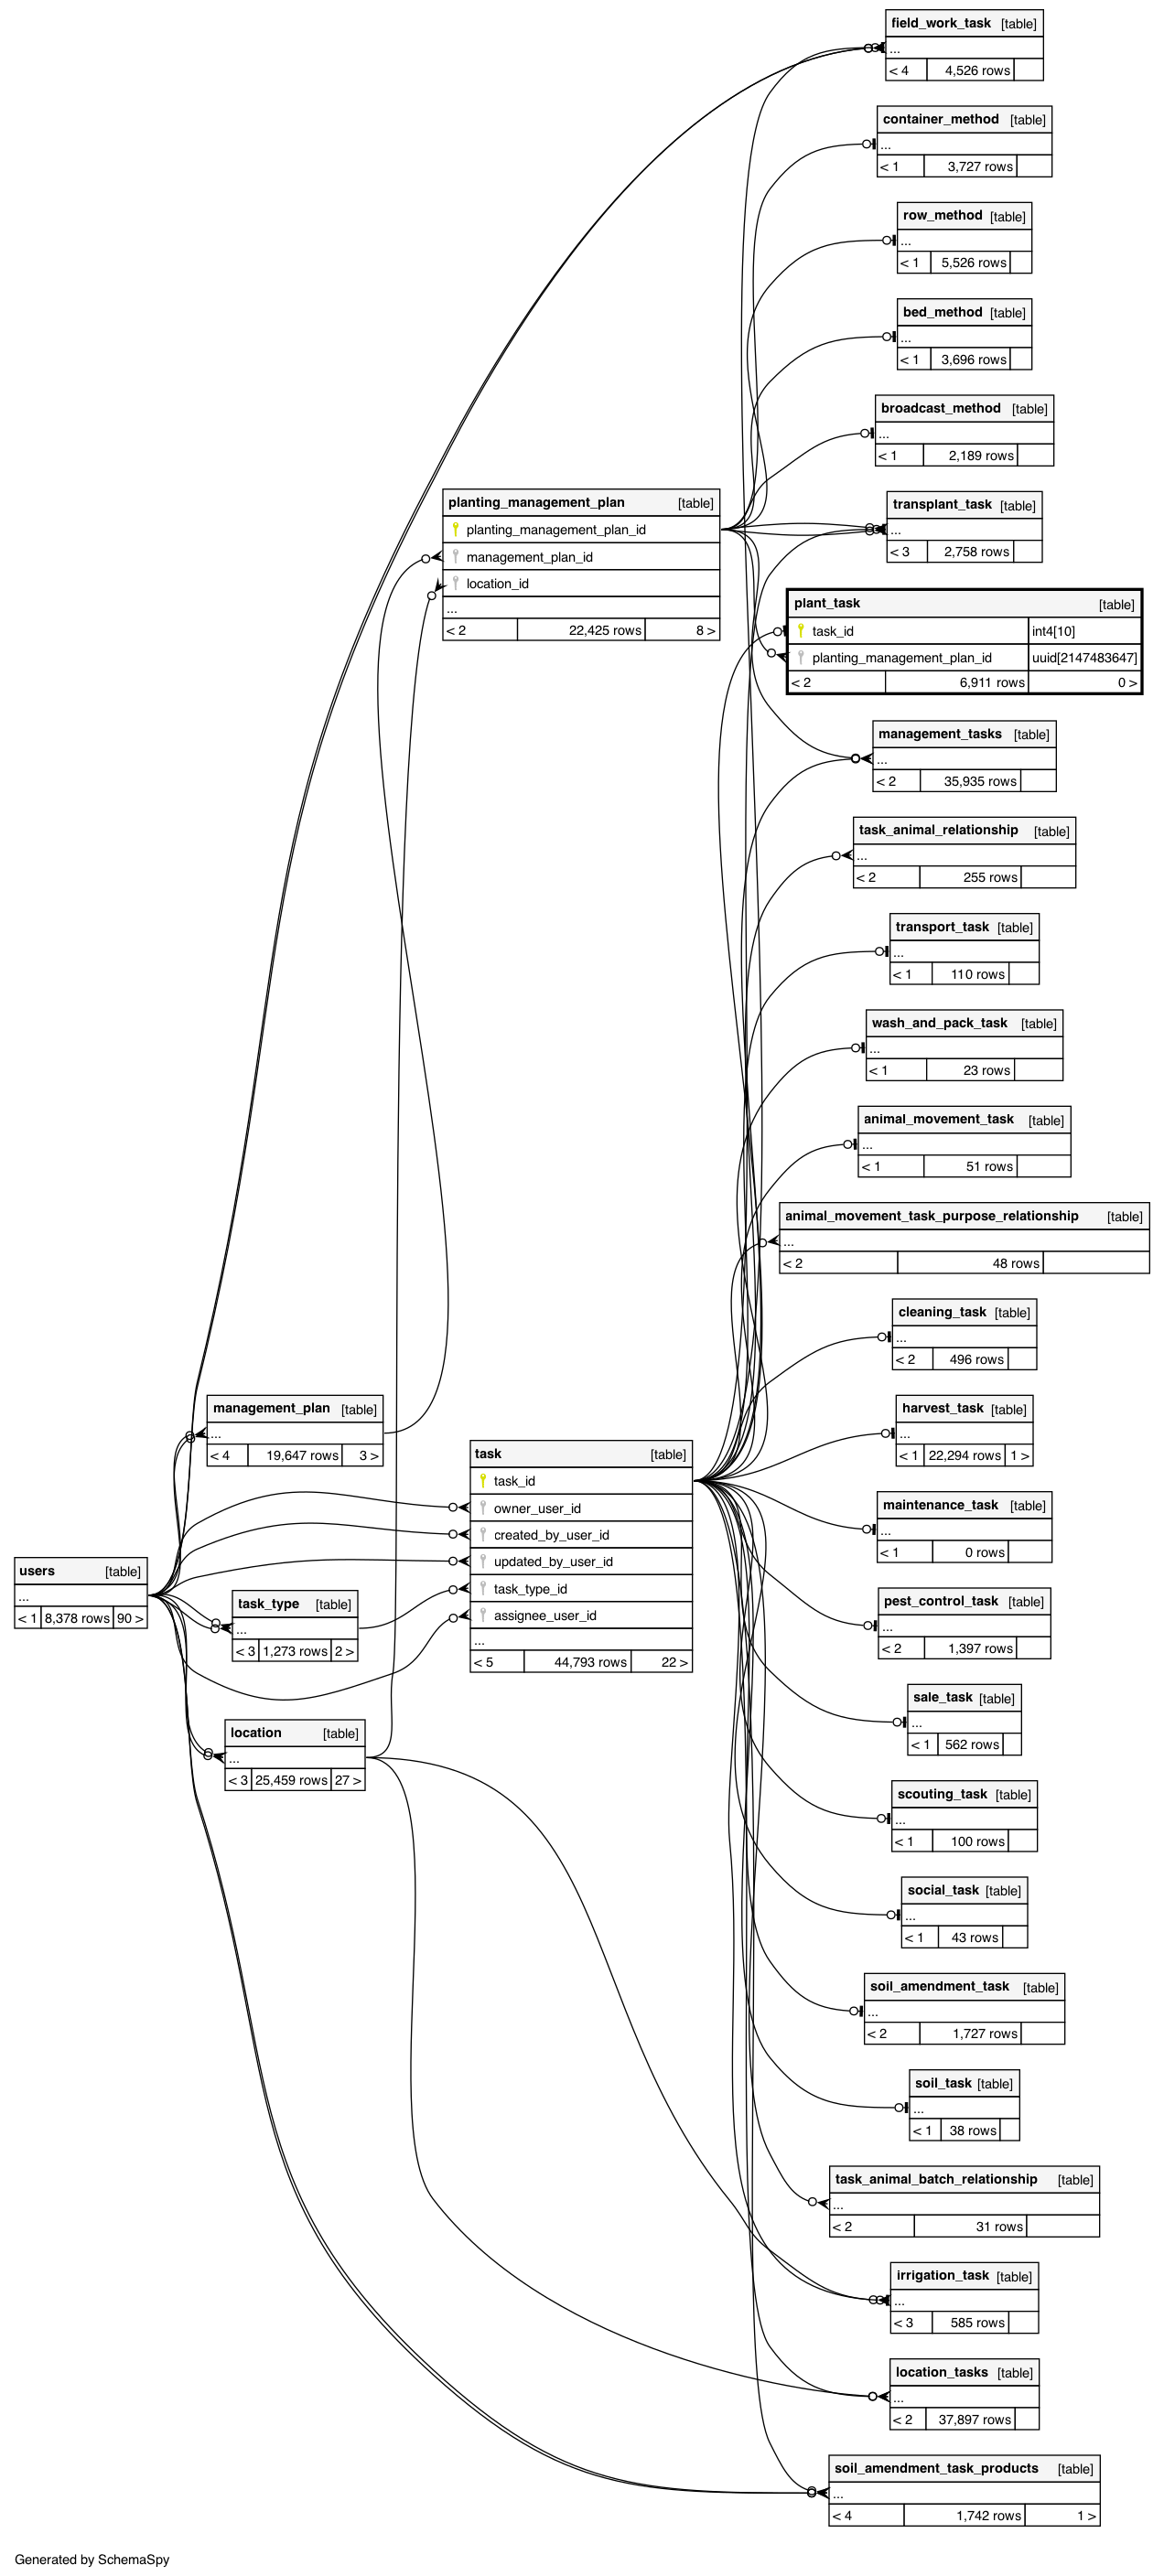 field_work_task [table]
...
< 4 4,526 rows
container_method [table]
...
< 1 3,727 rows
row_method [table]
...
< 1 5,526 rows
bed_method [table]
...
< 1 3,696 rows
broadcast_method [table]
...
< 1 2,189 rows
planting_management_plan [table]
planting_management_plan_id
management_plan_id
location_id
...
< 2 22,425 rows 8 >
transplant_task [table]
...
< 3 2,758 rows
plant_task [table]
task_id int4[10]
planting_management_plan_id uuid[2147483647]
< 2 6,911 rows 0 >
management_tasks [table]
...
< 2 35,935 rows
task_animal_relationship [table]
...
< 2 255 rows
transport_task [table]
...
< 1 110 rows
wash_and_pack_task [table]
...
< 1 23 rows
animal_movement_task [table]
...
< 1 51 rows
animal_movement_task_purpose_relationship [table]
...
< 2 48 rows
cleaning_task [table]
...
< 2 496 rows
management_plan [table]
...
< 4 19,647 rows 3 >
harvest_task [table]
...
< 1 22,294 rows 1 >
task [table]
task_id
owner_user_id
created_by_user_id
updated_by_user_id
task_type_id
assignee_user_id
...
< 5 44,793 rows 22 >
maintenance_task [table]
...
< 1 0 rows
users [table]
...
< 1 8,378 rows 90 >
task_type [table]
...
< 3 1,273 rows 2 >
pest_control_task [table]
...
< 2 1,397 rows
sale_task [table]
...
< 1 562 rows
location [table]
...
< 3 25,459 rows 27 >
scouting_task [table]
...
< 1 100 rows
social_task [table]
...
< 1 43 rows
soil_amendment_task [table]
...
< 2 1,727 rows
soil_task [table]
...
< 1 38 rows
task_animal_batch_relationship [table]
...
< 2 31 rows
irrigation_task [table]
...
< 3 585 rows
location_tasks [table]
...
< 2 37,897 rows
soil_amendment_task_products [table]
...
< 4 1,742 rows 1 >
Generated by SchemaSpy